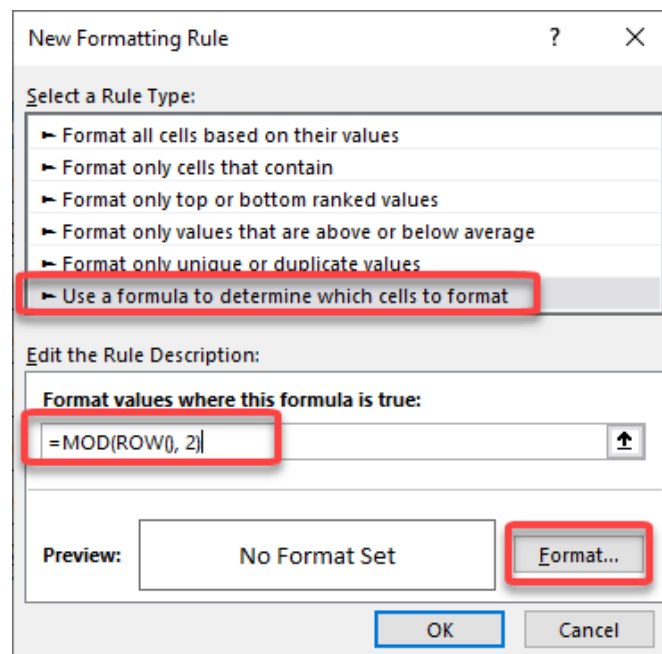 New Formatting Rule ? ×
Select a Rule Type:
► Format all cells based on their values
► Format only cells that contain
► Format only top or bottom ranked values
► Format only values that are above or below average
► Format only unique or duplicate values
► Use a formula to determine which cells to format
Edit the Rule Description:
Format values where this formula is true:
=MOD(ROW(), 2)
Preview: No Format Set Format...
OK Cancel